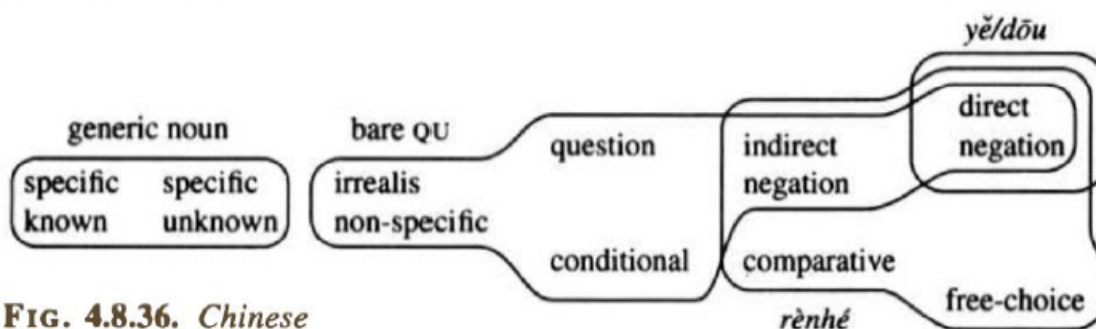 yě/dōu
generic noun
bare QU
specific specific
known unknown
irrealis
non-specific
question
conditional
indirect
negation
comparative
rènhé
direct
negation
free-choice
FIG. 4.8.36. Chinese